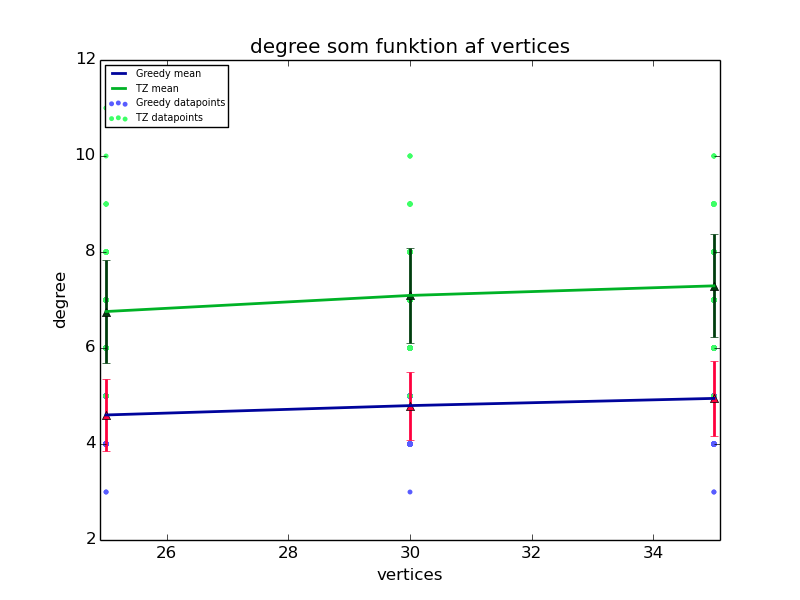 degree som funktion af vertices
Greedy mean
TZ mean
Greedy datapoints
TZ datapoints
12
10
8
6
4
2
degree
26
28
30
32
34
vertices